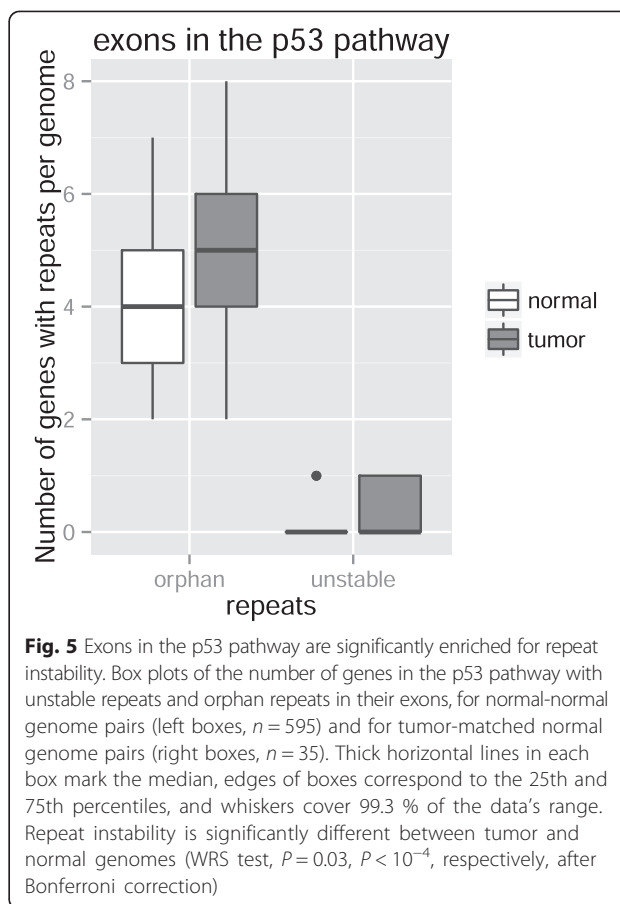 exons in the p53 pathway
Number of genes with repeats per genome
8
6
4
2
0
orphan
unstable
repeats
normal
tumor
Fig. 5 Exons in the p53 pathway are significantly enriched for repeat
instability. Box plots of the number of genes in the p53 pathway with
unstable repeats and orphan repeats in their exons, for normal-normal
genome pairs (left boxes, n = 595) and for tumor-matched normal
genome pairs (right boxes, n = 35). Thick horizontal lines in each
box mark the median, edges of boxes correspond to the 25th and
75th percentiles, and whiskers cover 99.3 % of the data's range.
Repeat instability is significantly different between tumor and
normal genomes (WRS test, P = 0.03, P < 10⁻⁴, respectively, after
Bonferroni correction)